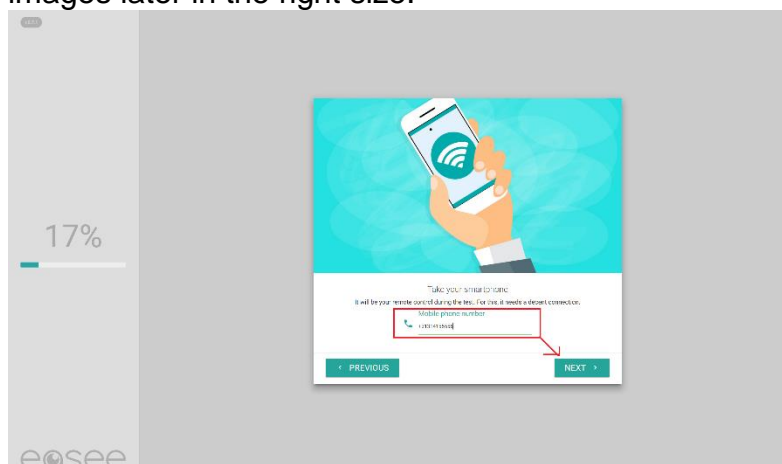 images later in the right size.
17%
Take your smartphone
It will be your remote control during the test. For this, it needs a decent connection.
Mobile phone number
PREVIOUS
NEXT
eosee